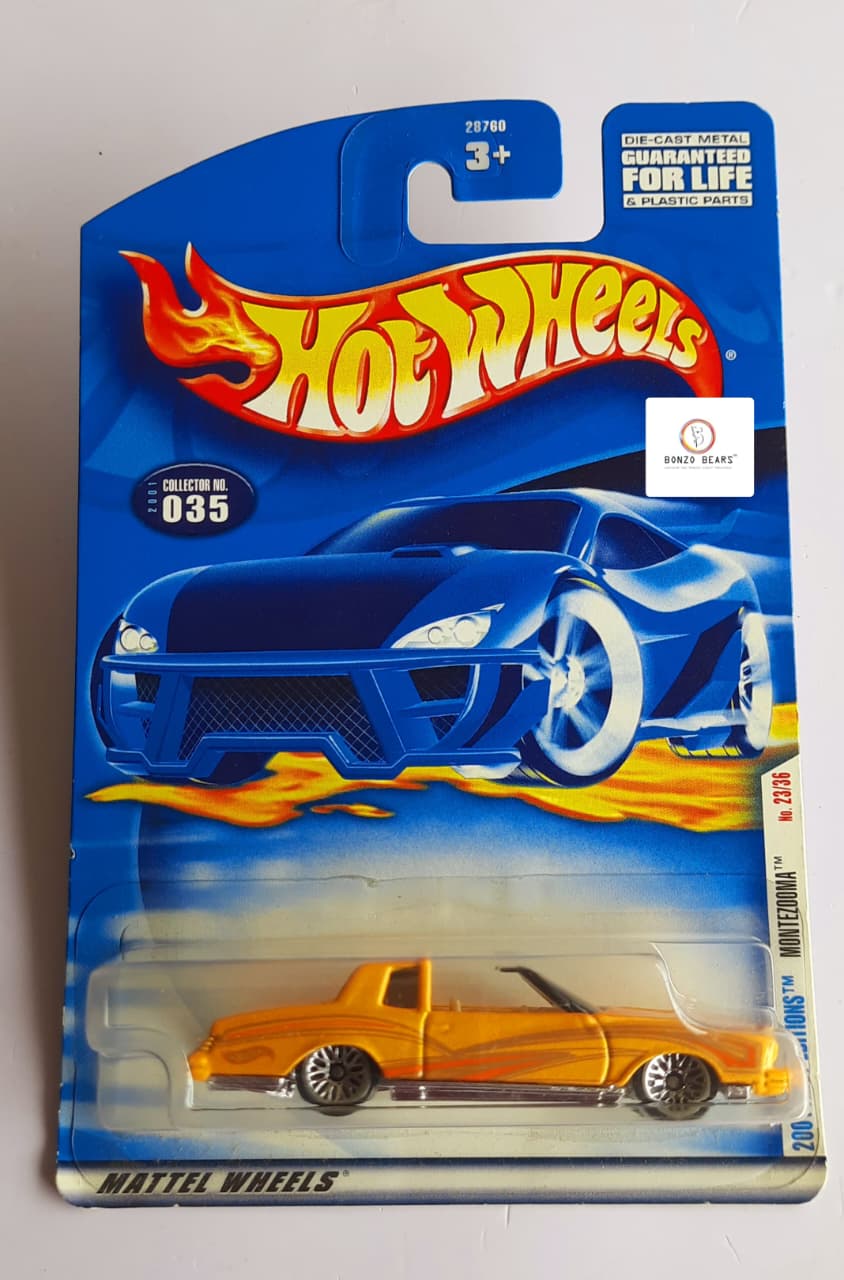 28760
3+
DIE-CAST METAL
GUARANTEED
FOR LIFE
& PLASTIC PARTS
HOT WHEELS
®
BONZO BEARS
2001
COLLECTOR NO.
035
No. 23/36
MONTEZOOMA™
MATTEL WHEELS®